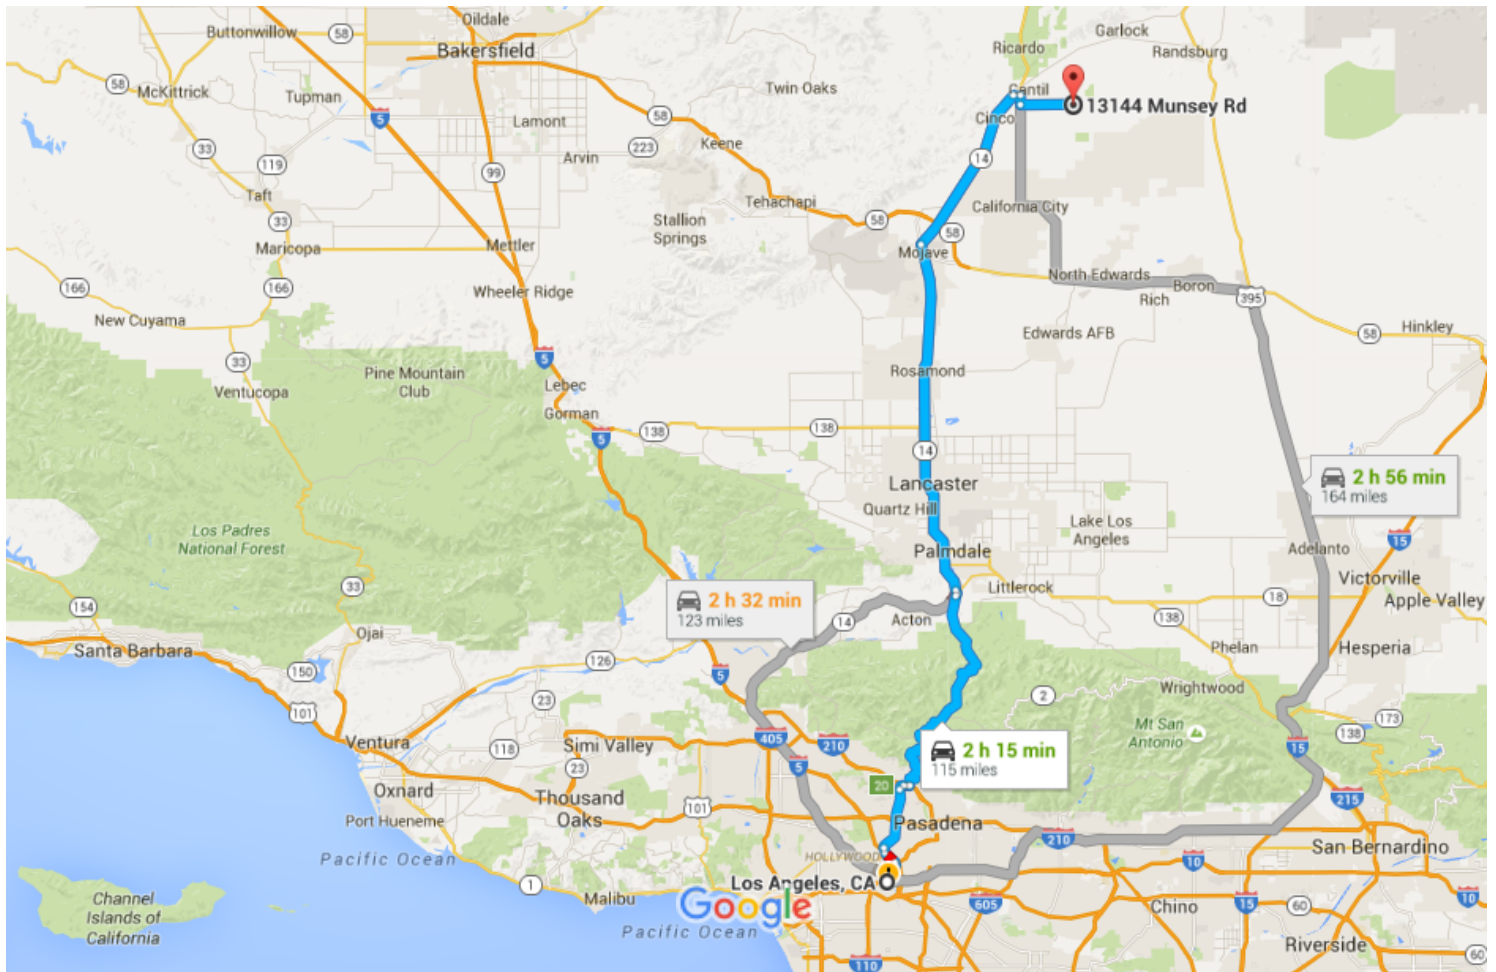 Oildale
Buttonwillow
58
Bakersfield
Ricardo
Garlock
Randsburg
58
McKittrick
Tupman
Twin Oaks
Cantil
13144 Munsey Rd
5
Lamont
58
Cinco
33
119
Arvin
223
Keene
14
99
Taft
33
Tehachapi
58
California City
Stallion
Springs
58
Maricopa
Mettler
Mojave
North Edwards
Boron
Rich
395
166
166
Wheeler Ridge
New Cuyama
Edwards AFB
58
Hinkley
33
5
Ventucopa
Pine Mountain
Club
Lebec
Gorman
Rosamond
5
138
138
14
2 h 56 min
164 miles
Lancaster
Quartz Hill
Los Padres
National Forest
Lake Los
Angeles
15
Palmdale
Adelanto
Victorville
33
Littlerock
18
Apple Valley
154
2 h 32 min
123 miles
14
Acton
138
Ojai
Santa Barbara
126
Phelan
Hesperia
150
5
101
23
Wrightwood
2
173
Mt San
Antonio
138
Ventura
118
Simi Valley
405
210
15
2 h 15 min
115 miles
23
5
Oxnard
Thousand
Oaks
101
20
215
Port Hueneme
Pasadena
210
San Bernardino
Pacific Ocean
HOLLYWOOD
10
Los Angeles, CA
1
Malibu
Google
605
Chino
15
60
10
Channel
Islands of
California
Pacific Ocean
Riverside
110
60